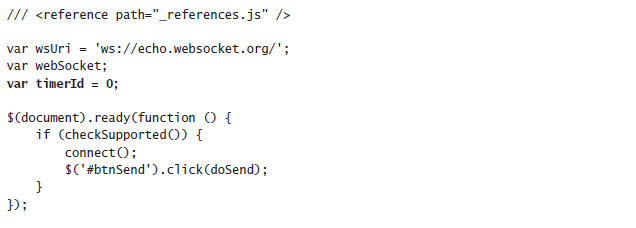 /// <reference path="_references.js" />
var wsUri = 'ws://echo.websocket.org/';
var webSocket;
var timerId = 0;
$(document).ready(function () {
    if (checkSupported()) {
        connect();
        $('#btnSend').click(doSend);
    }
});